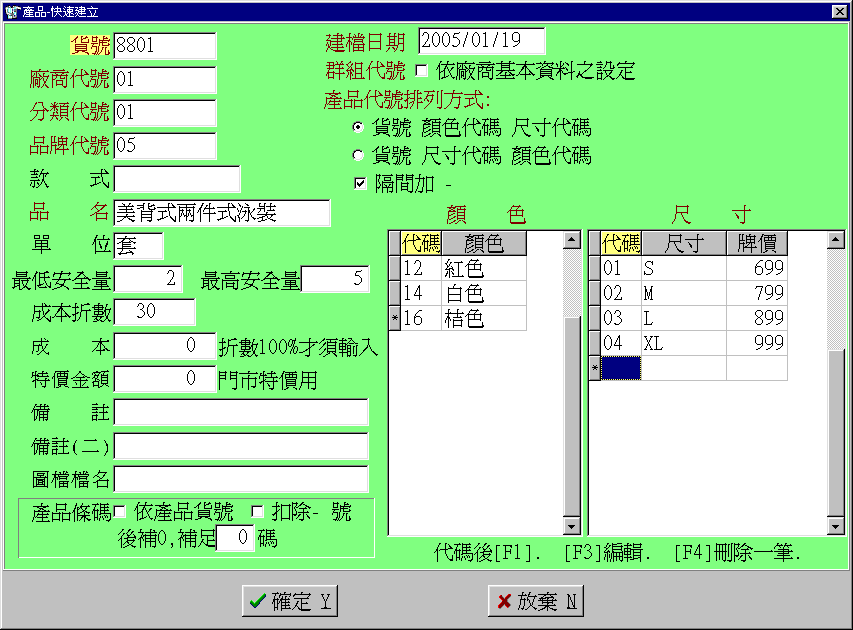 產品-快速建立
貨號 8801
廠商代號 01
分類代號 01
品牌代號 05
款 式
品 名 美背式兩件式泳裝
單 位 套
最低安全量 2 最高安全量 5
成本折數 30
成 本 0 折數100%才須輸入
特價金額 0 門市特價用
備 註
備註(二)
圖檔檔名
產品條碼 依產品貨號 扣除- 號
後補0,補足 0 碼
建檔日期 2005/01/19
群組代號 依廠商基本資料之設定
產品代號排列方式:
貨號 顏色代碼 尺寸代碼
貨號 尺寸代碼 顏色代碼
隔間加 -
顏 色
代碼 顏色
12 紅色
14 白色
* 16 桔色
尺 寸
代碼 尺寸 牌價
01 S 699
02 M 799
03 L 899
04 XL 999
*
代碼後[F1]. [F3]編輯. [F4]刪除一筆.
確定 Y 放棄 N